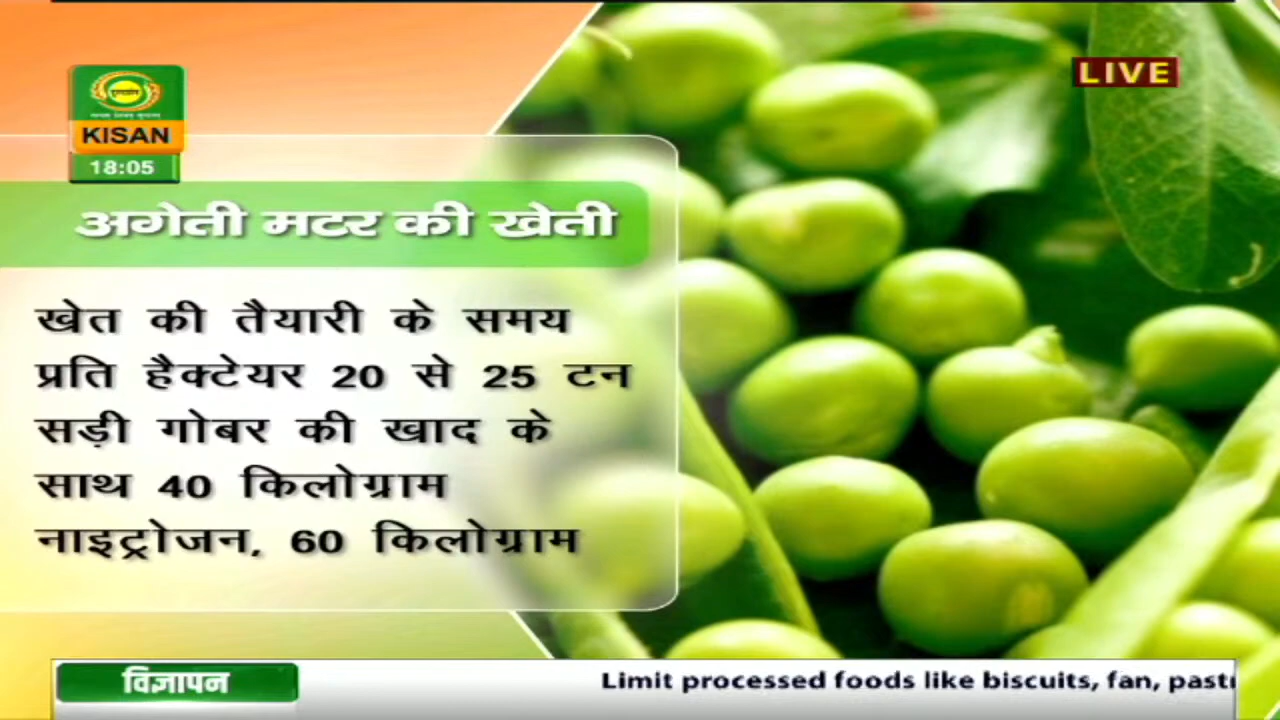 LIVE
KISAN
18:05
अगेती मटर की खेती
खेत की तैयारी के समय
प्रति हैक्टेयर 20 से 25 टन
सड़ी गोबर की खाद के
साथ 40 किलोग्राम
नाइट्रोजन, 60 किलोग्राम
विज्ञापन
Limit processed foods like biscuits, fan, past